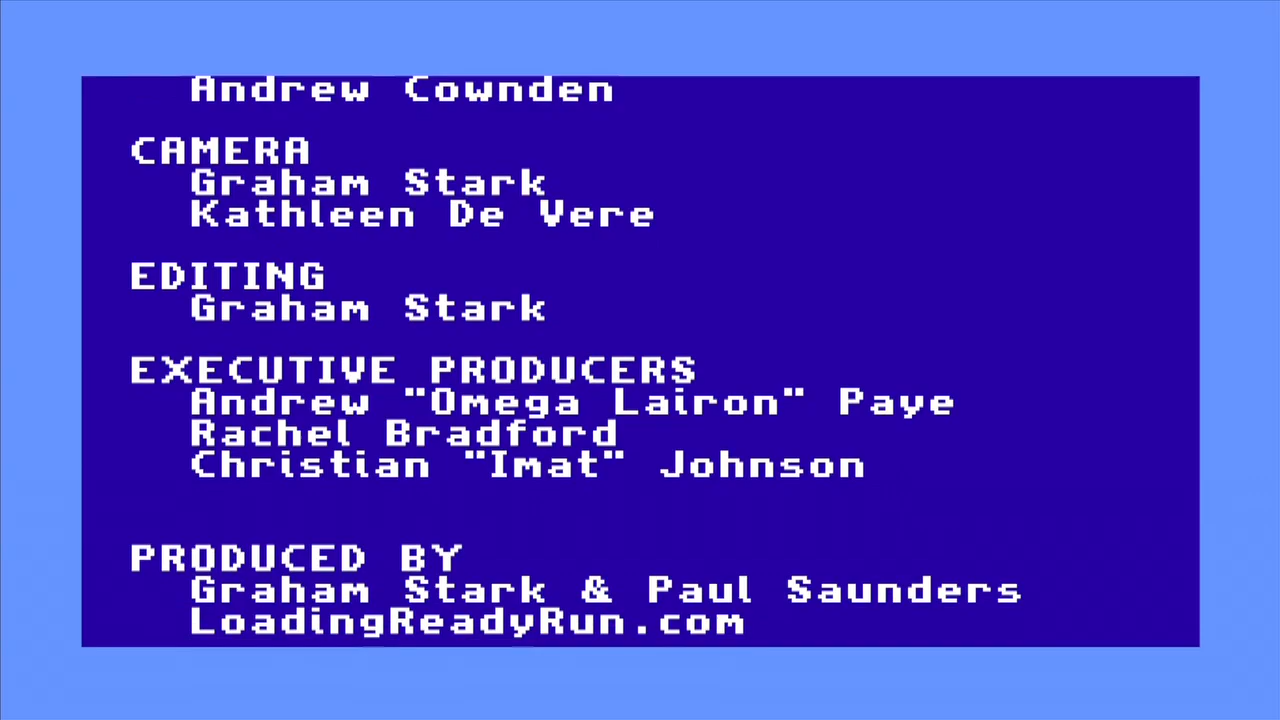 Andrew Cownden
CAMERA
Graham Stark
Kathleen De Vere
EDITING
Graham Stark
EXECUTIVE PRODUCERS
Andrew "Omega Lairon" Paye
Rachel Bradford
Christian "Imat" Johnson
PRODUCED BY
Graham Stark & Paul Saunders
LoadingReadyRun.com